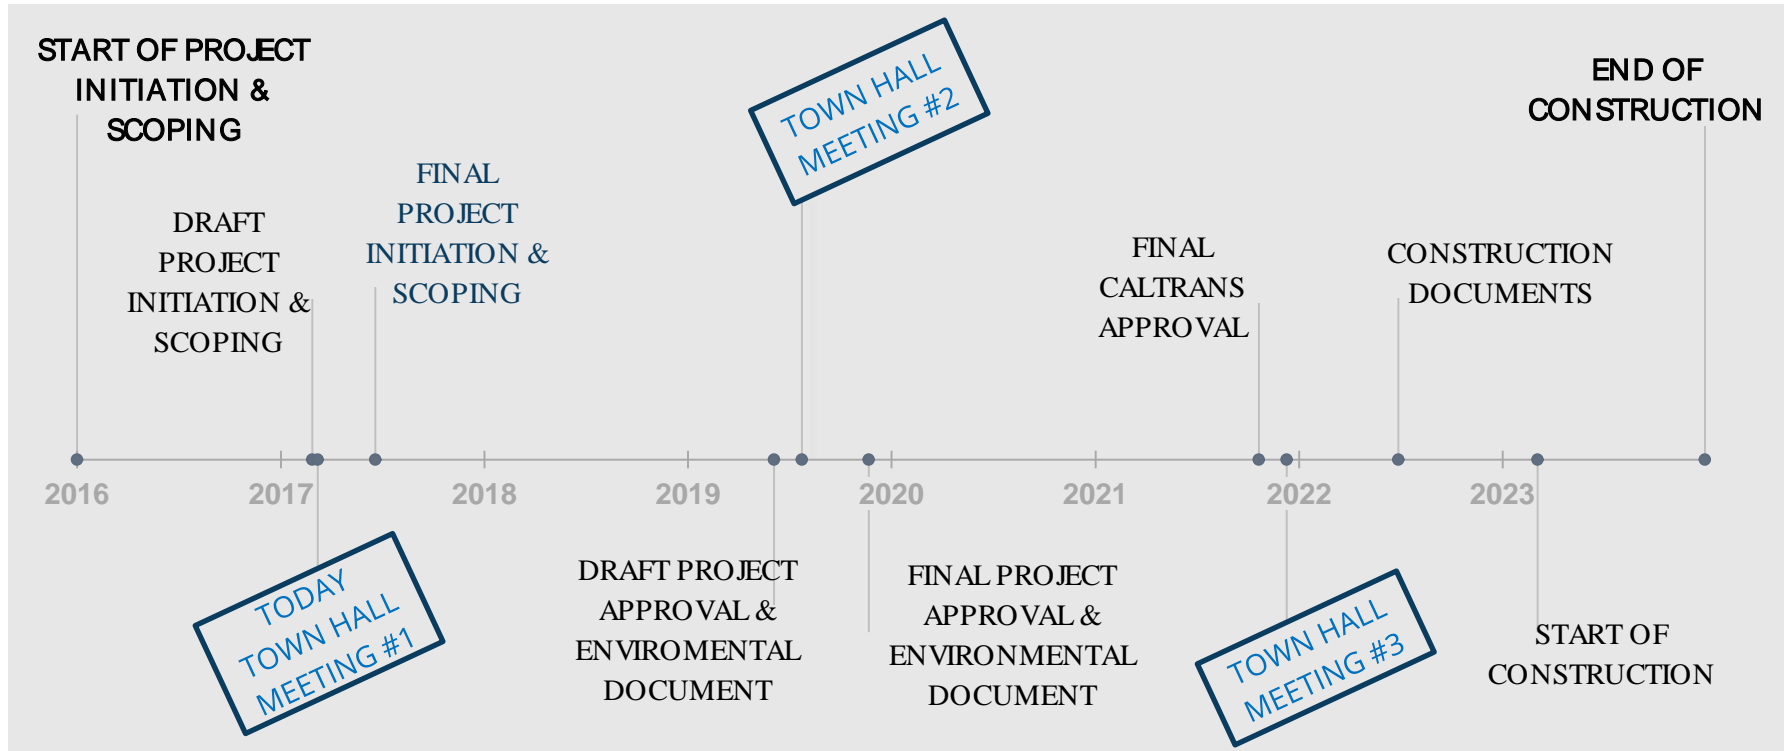 START OF PROJECT
INITIATION &
SCOPING
DRAFT
PROJECT
INITIATION &
SCOPING
FINAL
PROJECT
INITIATION &
SCOPING
TOWN HALL
MEETING #2
FINAL
CALTRANS
APPROVAL
CONSTRUCTION
DOCUMENTS
END OF
CONSTRUCTION
2016
2017
2018
2019
2020
2021
2022
2023
TODAY
TOWN HALL
MEETING #1
DRAFT PROJECT
APPROVAL &
ENVIROMENTAL
DOCUMENT
FINAL PROJECT
APPROVAL &
ENVIRONMENTAL
DOCUMENT
TOWN HALL
MEETING #3
START OF
CONSTRUCTION